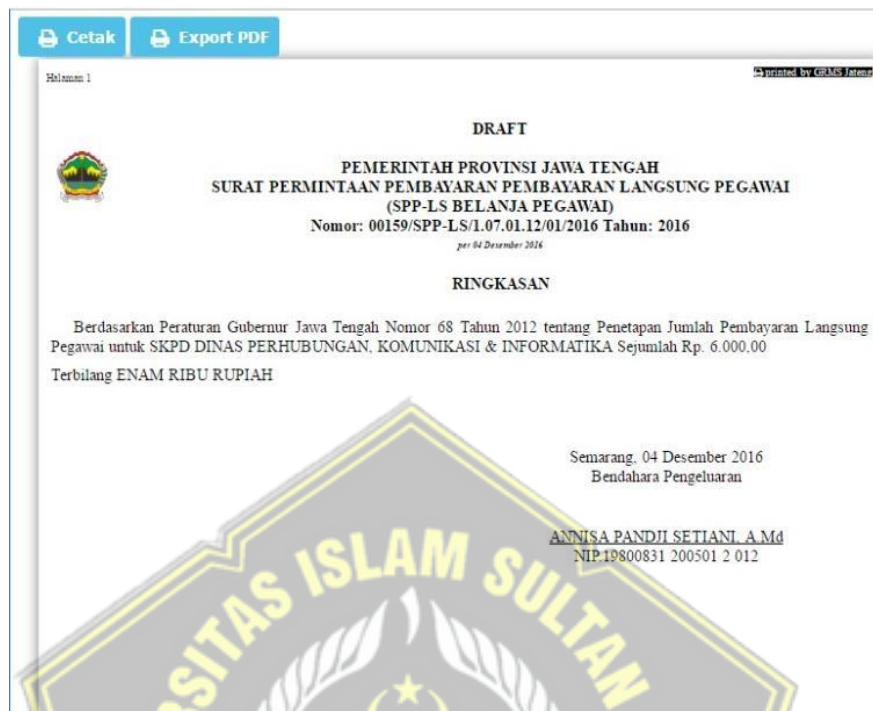 Cetak Export PDF
Halaman 1
printed by GRMS Jateng
DRAFT
PEMERINTAH PROVINSI JAWA TENGAH
SURAT PERMINTAAN PEMBAYARAN PEMBAYARAN LANGSUNG PEGAWAI
(SPP-LS BELANJA PEGAWAI)
Nomor: 00159/SPP-LS/1.07.01.12/01/2016 Tahun: 2016
per 04 Desember 2016
RINGKASAN
Berdasarkan Peraturan Gubernur Jawa Tengah Nomor 68 Tahun 2012 tentang Penetapan Jumlah Pembayaran Langsung
Pegawai untuk SKPD DINAS PERHUBUNGAN, KOMUNIKASI & INFORMATIKA Sejumlah Rp. 6.000,00
Terbilang ENAM RIBU RUPIAH
Semarang, 04 Desember 2016
Bendahara Pengeluaran
ANNISA PANDJI SETIANI, A.Md
NIP.19800831 200501 2 012
SITAS ISLAM SULTAN